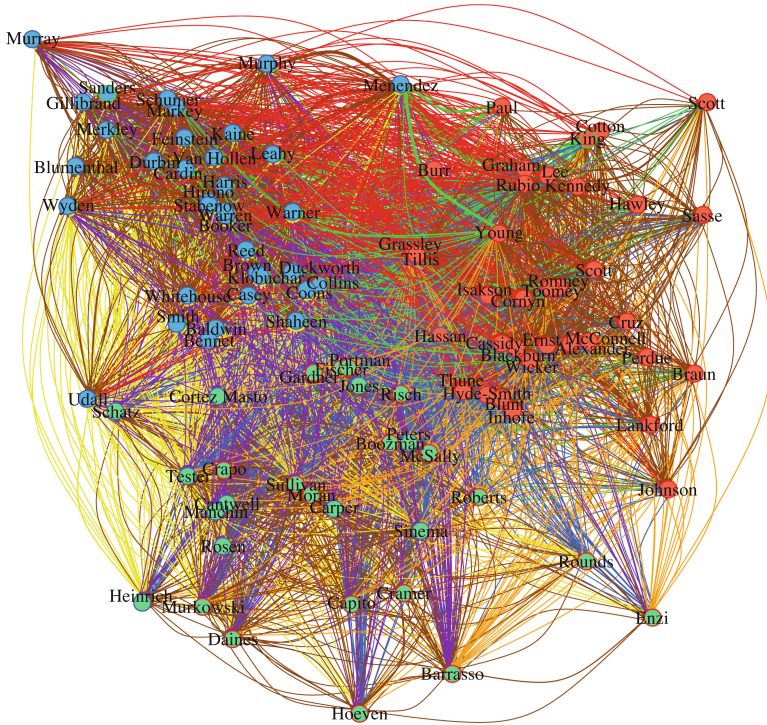 Murray
Murphy
Menendez
Sanders
Gillibrand
Schumer
Markey
Paul
Scott
Merkley
Feinstein
Kaine
Cotton
King
Blumenthal
Durbin
Van Hollen
Leahy
Cardin
Burr
Graham
Lee
Harris
Rubio
Kennedy
Hirono
Wyden
Stabenow
Warren
Warner
Hawley
Sasse
Booker
Young
Reed
Grassley
Tillis
Brown
Duckworth
Klobuchar
Collins
Scott
Whitehouse
Casey
Coons
Isakson
Romney
Toomey
Cornyn
Smith
Baldwin
Shaheen
Cruz
Bennet
Hassan
Cassidy
Ernst
McConnell
Blackburn
Alexander
Perdue
Portman
Fischer
Wicker
Gardner
Jones
Braun
Udall
Schatz
Cortez Masto
Risch
Thune
Hyde-Smith
Blunt
Inhofe
Lankford
Peters
Boozman
McSally
Tester
Crapo
Sullivan
Moran
Roberts
Johnson
Cantwell
Manchin
Carper
Sinema
Rosen
Rounds
Heinrich
Murkowski
Capito
Cramer
Enzi
Daines
Barrasso
Hoeven